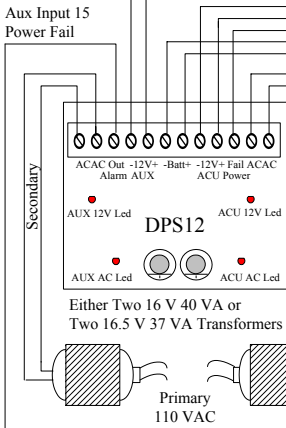 Aux Input 15
Power Fail
ACAC Out -12V+ -Batt+ -12V+ Fail ACAC
Alarm AUX ACU Power
Secondary
AUX 12V Led
ACU 12V Led
DPS12
AUX AC Led
ACU AC Led
Either Two 16 V 40 VA or
Two 16.5 V 37 VA Transformers
Primary
110 VAC